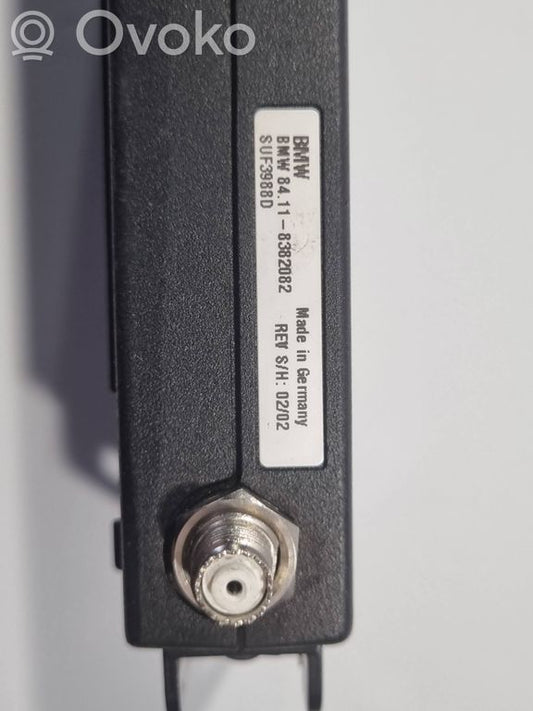 Ovoko
BMW
BMW 84.11-8382082 Made in Germany
SUF3988D REV S/H: 02/02